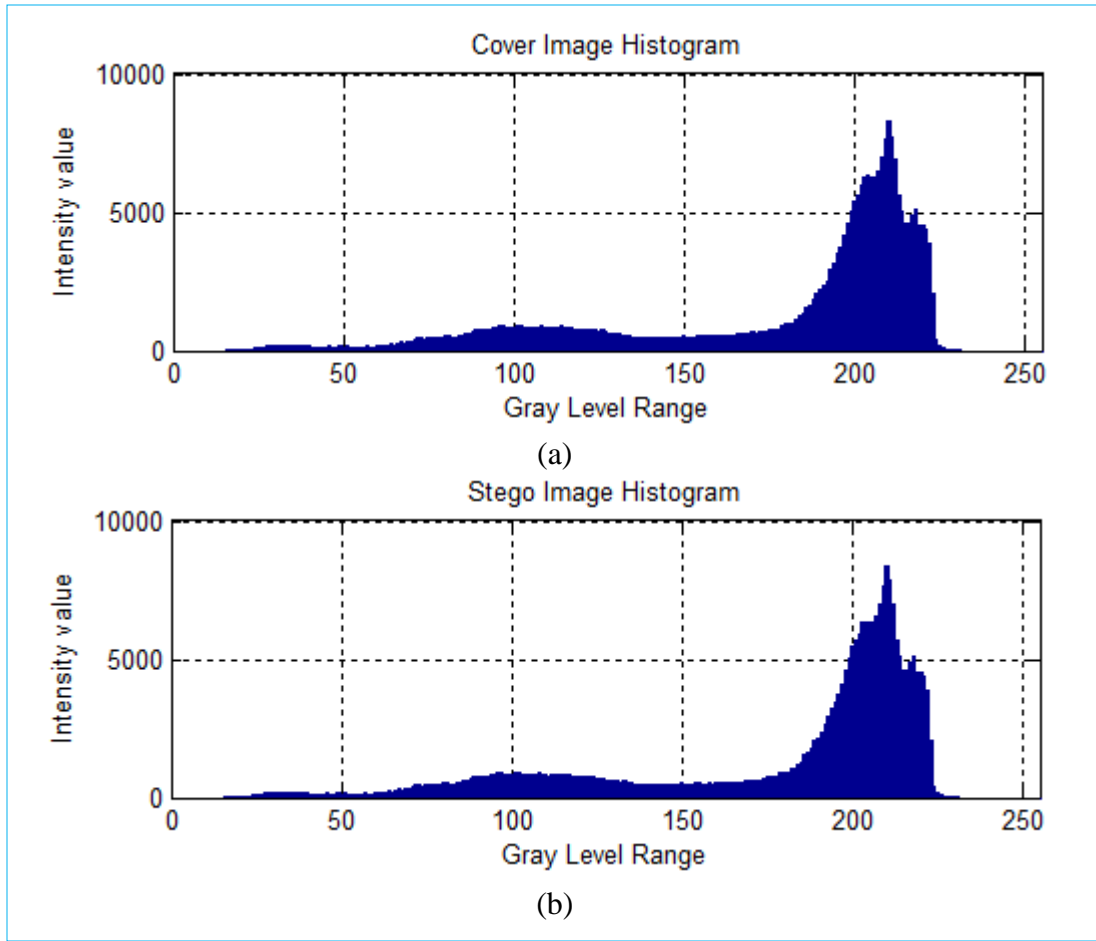 Cover Image Histogram
10000
5000
0
Intensity value
0 50 100 150 200 250
Gray Level Range
(a)
Stego Image Histogram
10000
5000
0
Intensity value
0 50 100 150 200 250
Gray Level Range
(b)